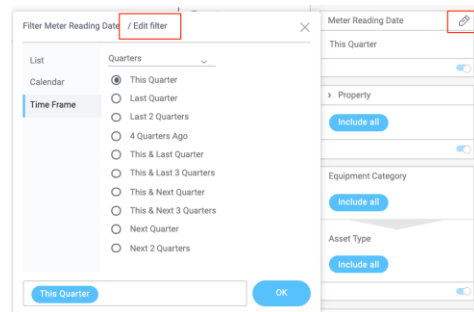 Filter Meter Reading Date / Edit filter
List
Calendar
Time Frame
Quarters
This Quarter
Last Quarter
Last 2 Quarters
4 Quarters Ago
This & Last Quarter
This & Last 3 Quarters
This & Next Quarter
This & Next 3 Quarters
Next Quarter
Next 2 Quarters
This Quarter
OK
Meter Reading Date
This Quarter
Property
Include all
Equipment Category
Include all
Asset Type
Include all